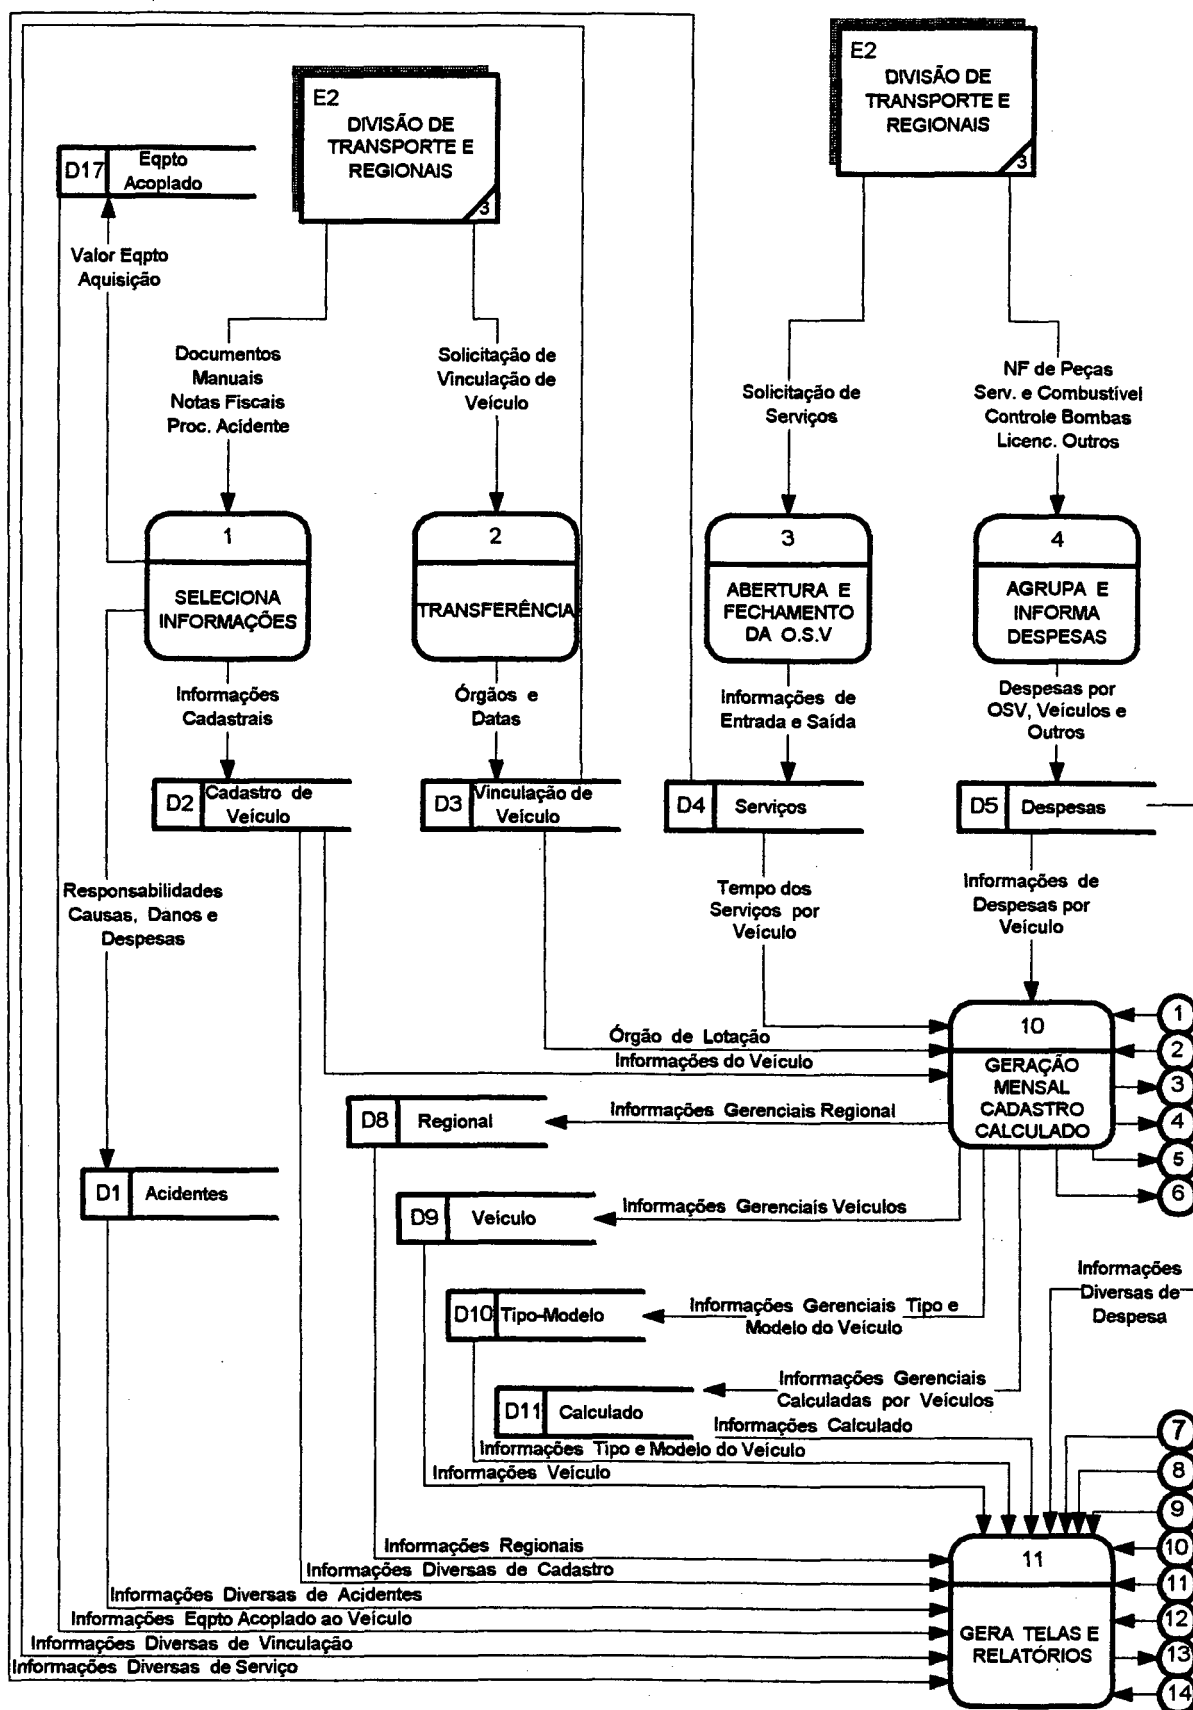 E2
DIVISÃO DE
TRANSPORTE E
REGIONAIS
3
E2
DIVISÃO DE
TRANSPORTE E
REGIONAIS
3
D17
Eqpto
Acoplado
Valor Eqpto
Aquisição
Documentos
Manuais
Notas Fiscais
Proc. Acidente
Solicitação de
Vinculação de
Veículo
Solicitação de
Serviços
NF de Peças
Serv. e Combustível
Controle Bombas
Licenc. Outros
1
SELECIONA
INFORMAÇÕES
2
TRANSFERÊNCIA
3
ABERTURA E
FECHAMENTO
DA O.S.V
4
AGRUPA E
INFORMA
DESPESAS
Informações
Cadastrais
Órgãos e
Datas
Informações de
Entrada e Saída
Despesas por
OSV, Veículos e
Outros
D2
Cadastro de
Veículo
D3
Vinculação de
Veículo
D4
Serviços
D5
Despesas
Responsabilidades
Causas, Danos e
Despesas
Tempo dos
Serviços por
Veículo
Informações de
Despesas por
Veículo
10
GERAÇÃO
MENSAL
CADASTRO
CALCULADO
1
2
3
4
5
6
Órgão de Lotação
Informações do Veículo
D8
Regional
Informações Gerenciais Regional
D1
Acidentes
D9
Veículo
Informações Gerenciais Veículos
D10
Tipo-Modelo
Informações Gerenciais Tipo e
Modelo do Veículo
Informações
Diversas de
Despesa
D11
Calculado
Informações Gerenciais
Calculadas por Veículos
Informações Calculado
Informações Tipo e Modelo do Veículo
Informações Veículo
7
8
9
10
11
12
13
14
11
GERA TELAS E
RELATÓRIOS
Informações Regionais
Informações Diversas de Cadastro
Informações Diversas de Acidentes
Informações Eqpto Acoplado ao Veículo
Informações Diversas de Vinculação
Informações Diversas de Serviço